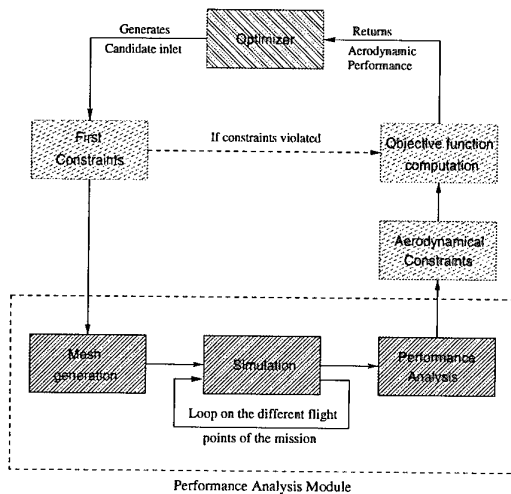 Generates
Candidate inlet
Optimizer
Returns
Aerodynamic
Performance
First
Constraints
If constraints violated
Objective function
computation
Aerodynamical
Constraints
Mesh
generation
Simulation
Performance
Analysis
Loop on the different flight
points of the mission
Performance Analysis Module